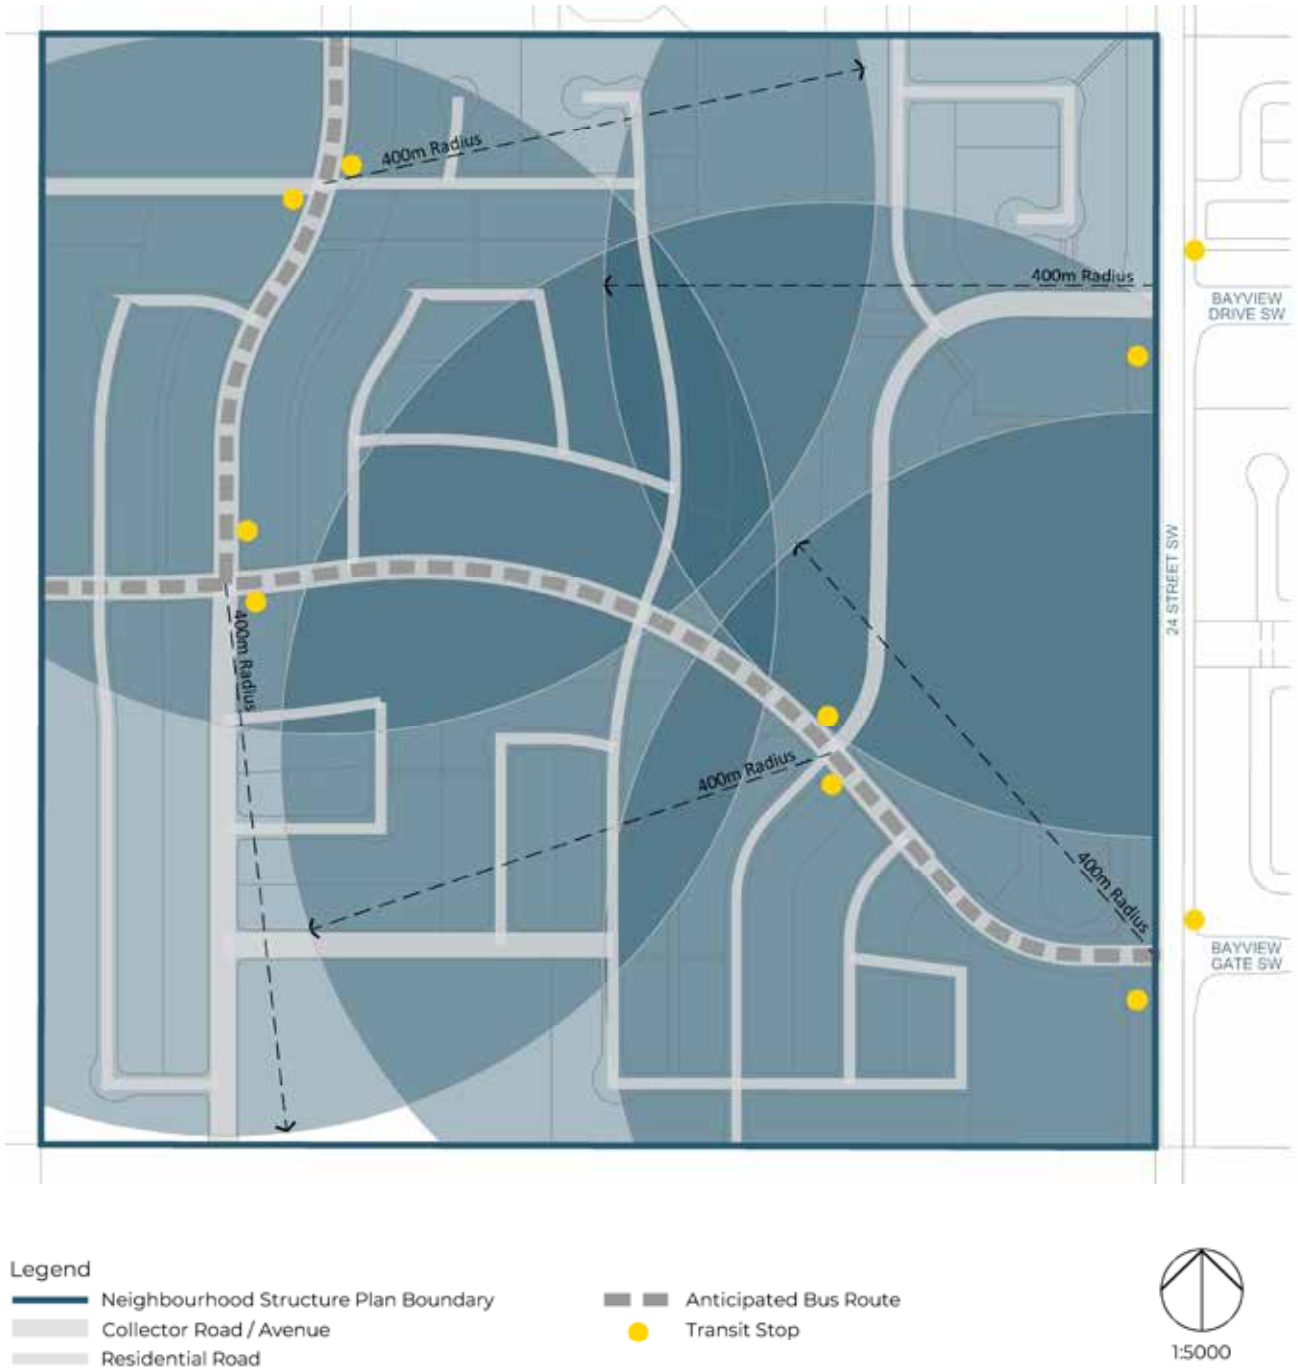 400m Radius
400m Radius
BAYVIEW
DRIVE SW
24 STREET SW
400m Radius
400m Radius
400m Radius
BAYVIEW
GATE SW
Legend
Neighbourhood Structure Plan Boundary
Collector Road / Avenue
Residential Road
Anticipated Bus Route
Transit Stop
1:5000